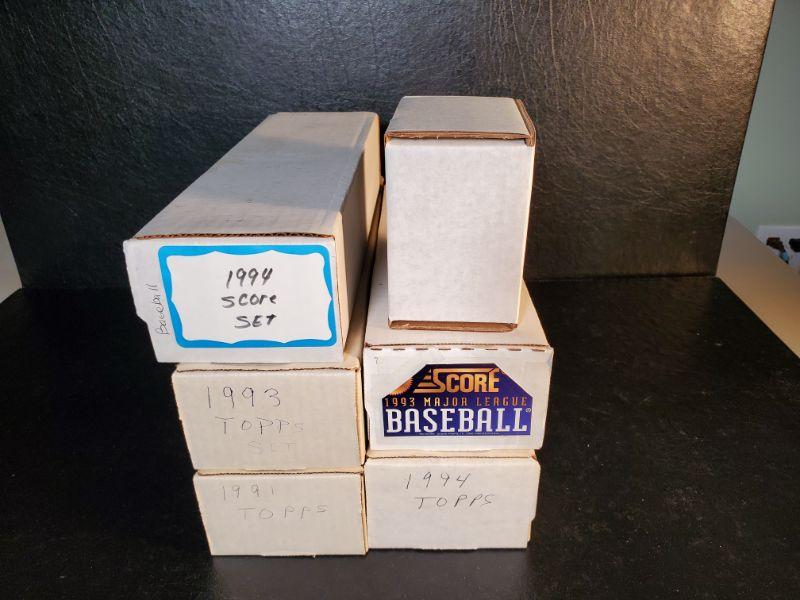 Baseball
1994
SCORE
SET
1993
TOPPS
SET
SCORE
1993 MAJOR LEAGUE
BASEBALL
1991
TOPPS
1994
TOPPS